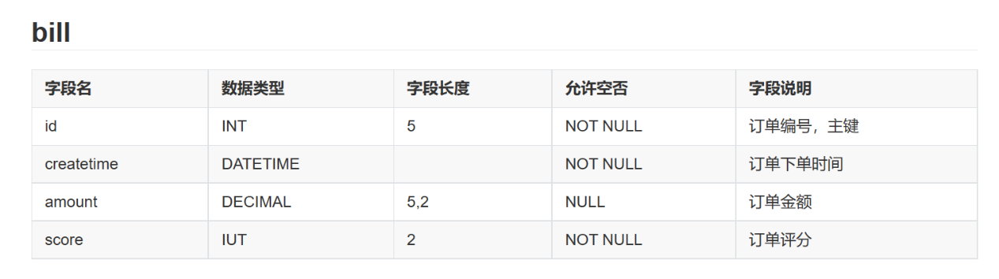 bill
字段名 数据类型 字段长度 允许空否 字段说明
id INT 5 NOT NULL 订单编号，主键
createtime DATETIME NOT NULL 订单下单时间
amount DECIMAL 5,2 NULL 订单金额
score IUT 2 NOT NULL 订单评分